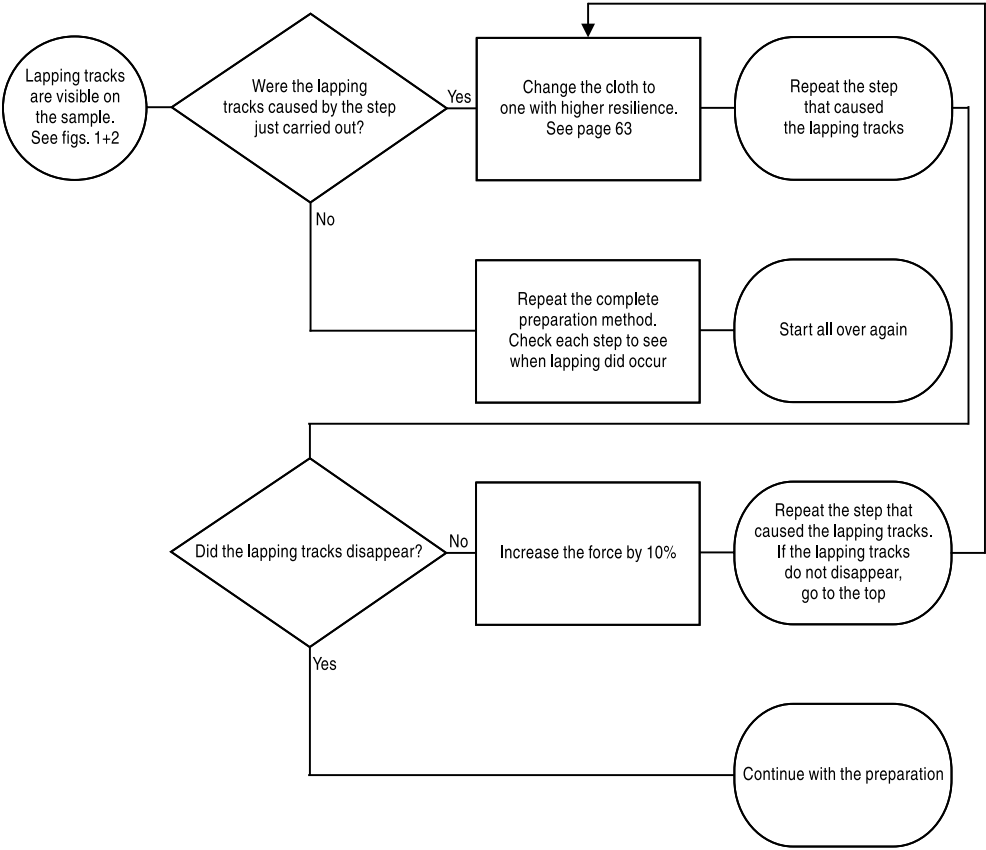 Lapping tracks
are visible on
the sample.
See figs. 1+2
Were the lapping
tracks caused by the step
just carried out?
Yes
Change the cloth to
one with higher resilience.
See page 63
Repeat the step
that caused
the lapping tracks
No
Repeat the complete
preparation method.
Check each step to see
when lapping did occur
Start all over again
Did the lapping tracks disappear?
No
Increase the force by 10%
Repeat the step that
caused the lapping tracks.
If the lapping tracks
do not disappear,
go to the top
Yes
Continue with the preparation